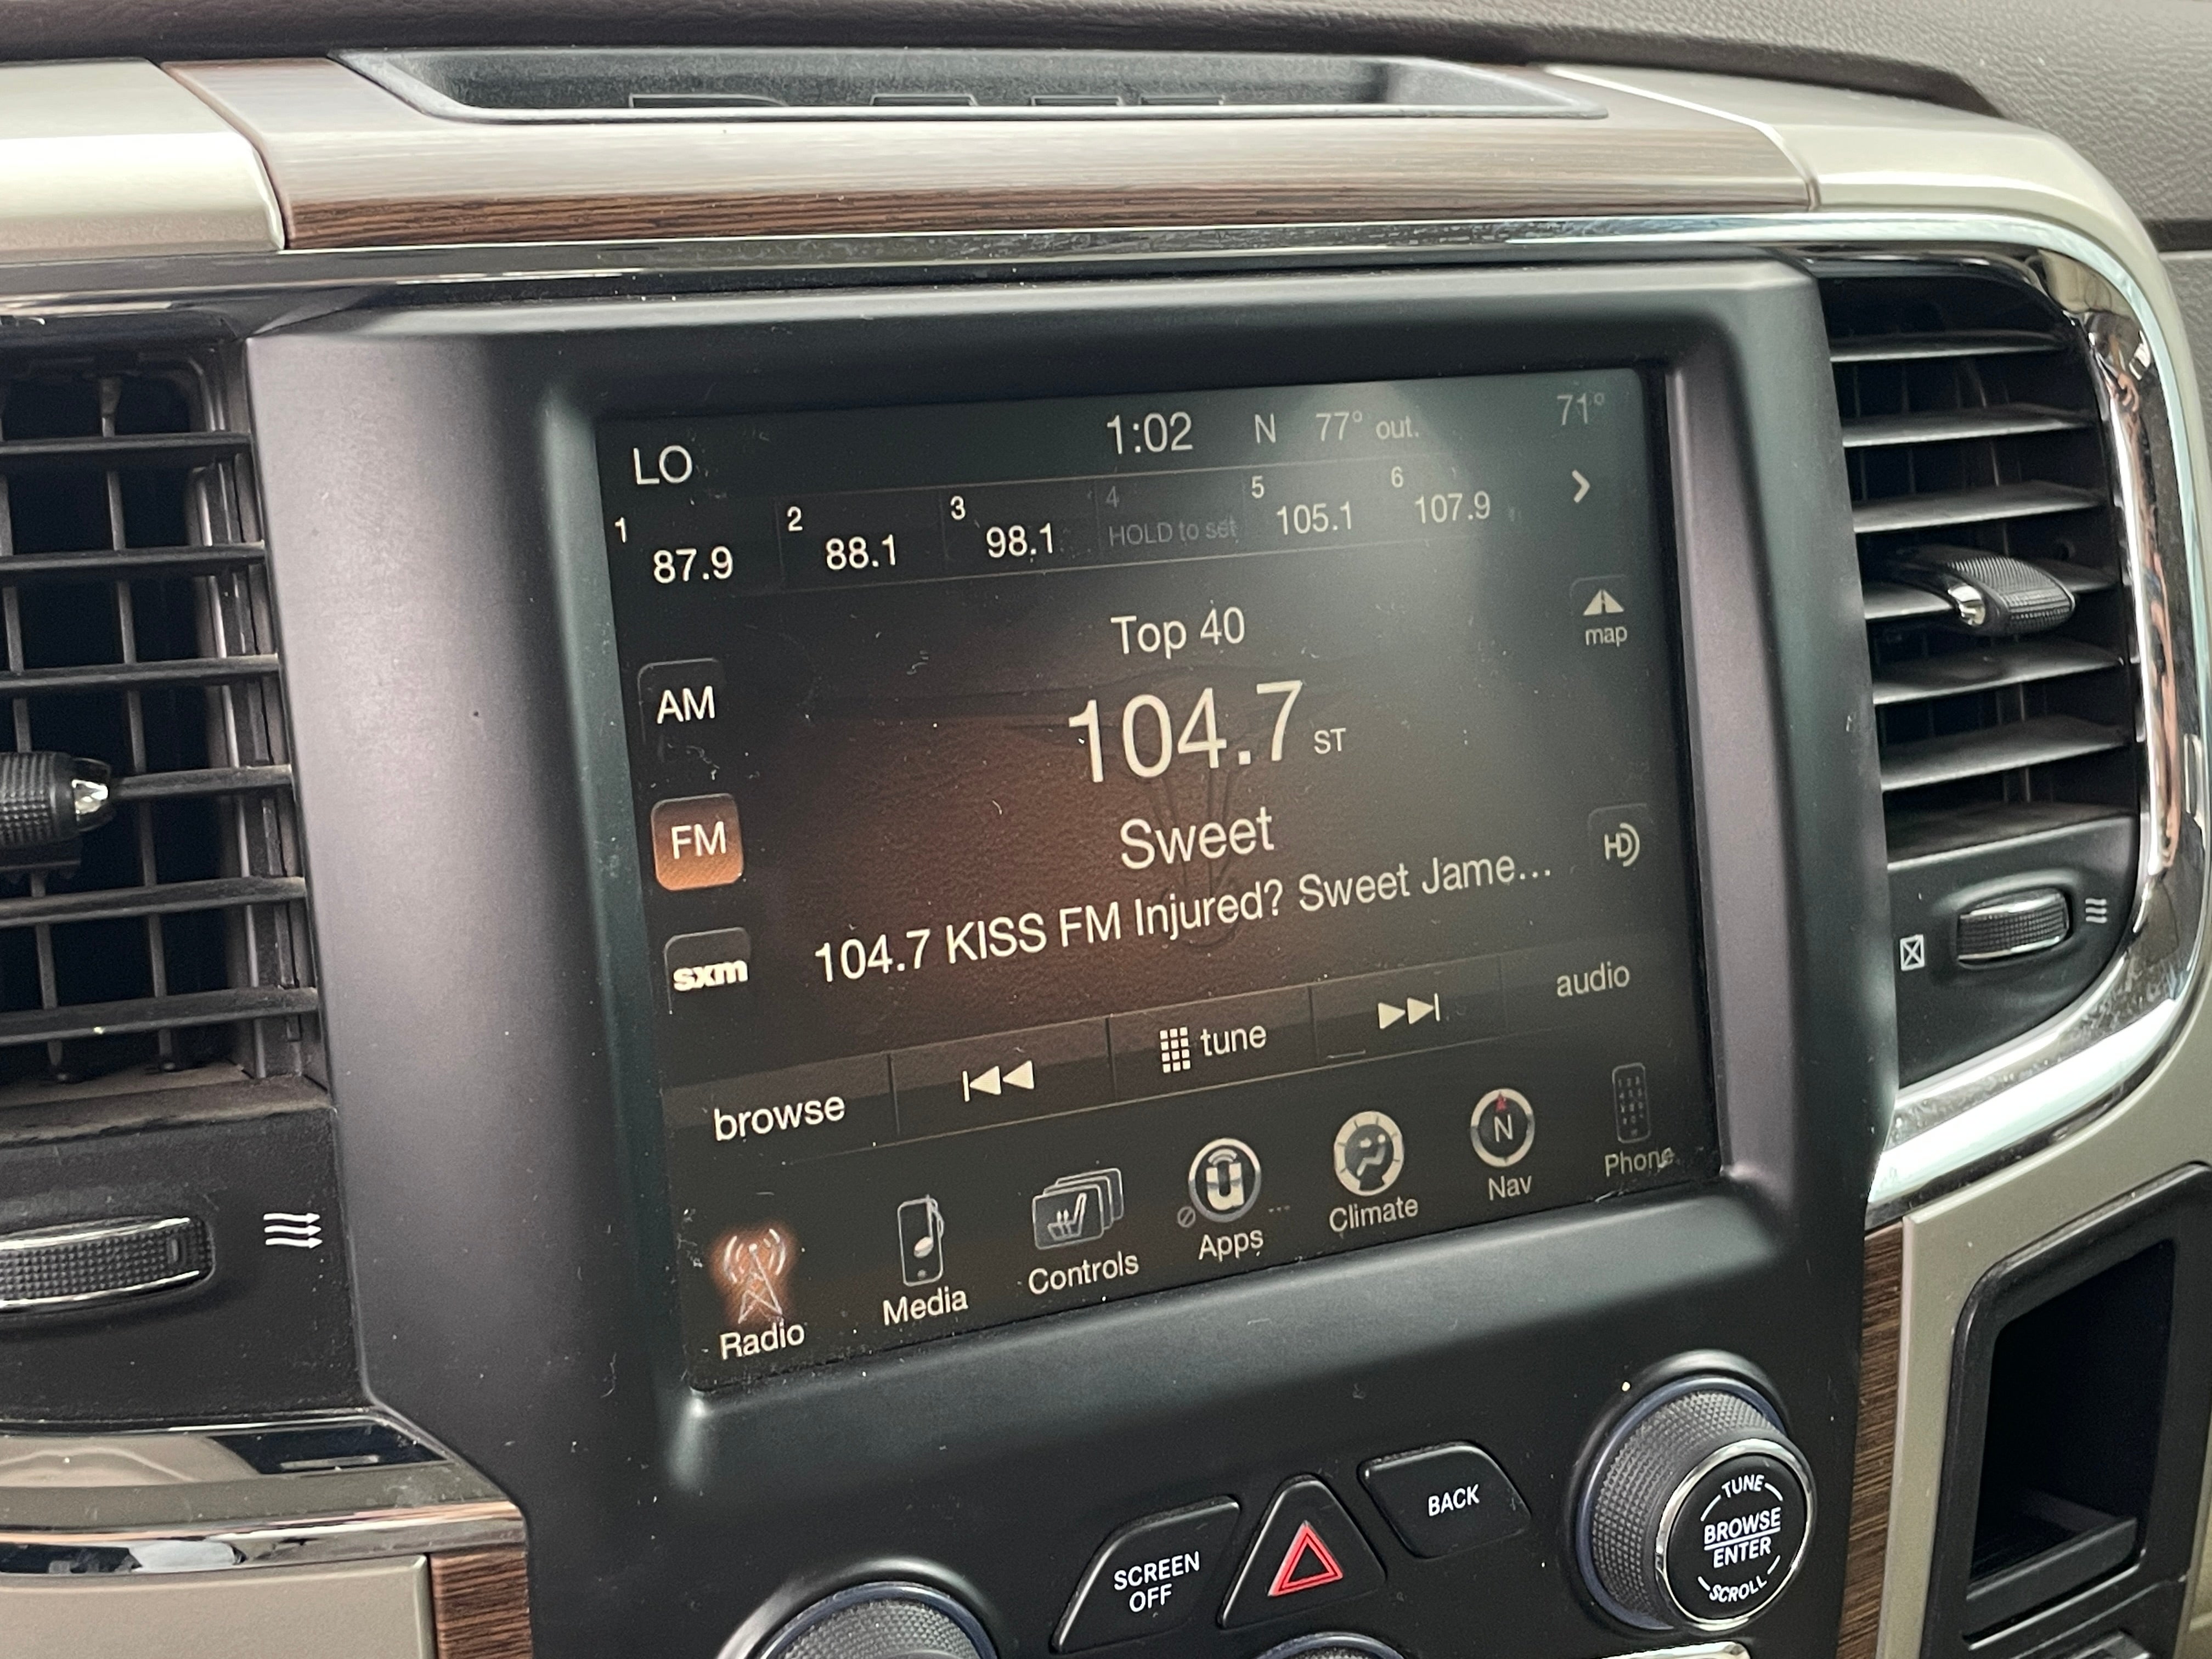 LO 1:02 N 77° out. 71°
1 2 3 4 5 6
87.9 88.1 98.1 HOLD to set 105.1 107.9
Top 40
map
AM
104.7 ST
FM
Sweet
HD
104.7 KISS FM Injured? Sweet Jame...
sxm
browse
tune
audio
Radio
Media
Controls
Apps
Climate
N
Nav
Phone
SCREEN
OFF
BACK
TUNE
BROWSE
ENTER
SCROLL